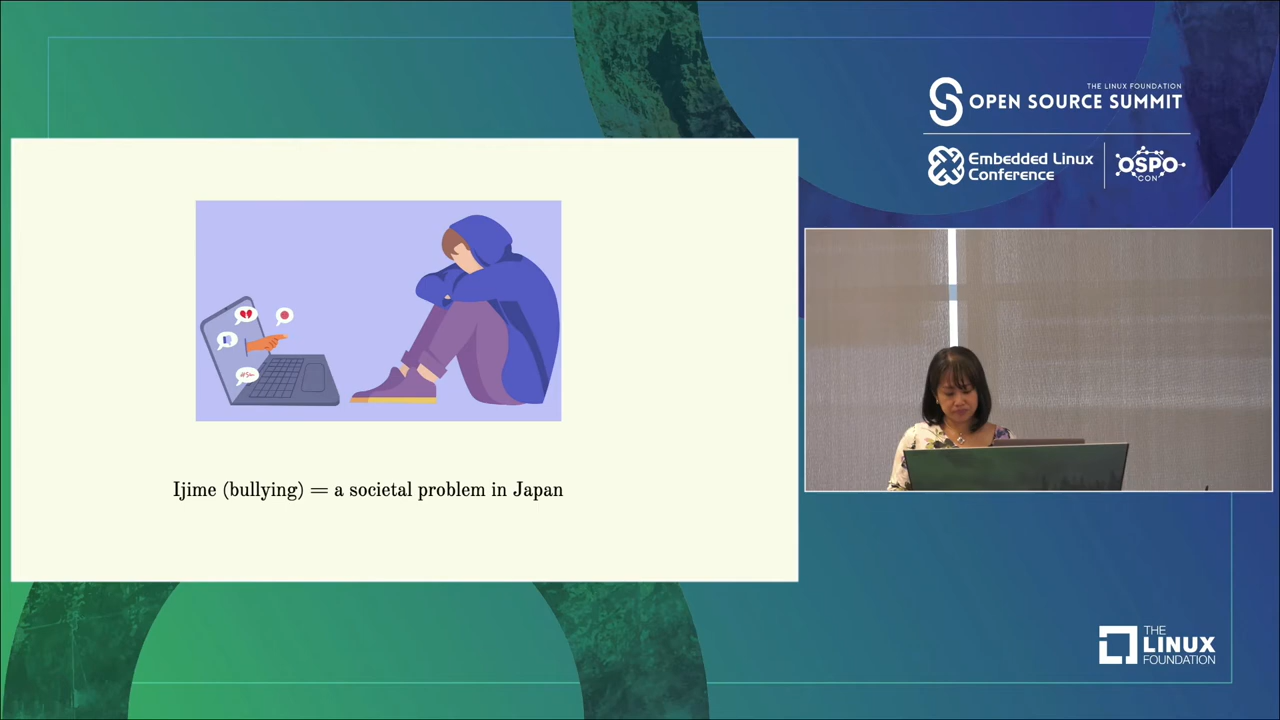 THE LINUX FOUNDATION
OPEN SOURCE SUMMIT
Embedded Linux
Conference
OSPO
CON
Ijime (bullying) = a societal problem in Japan
THE
LINUX
FOUNDATION